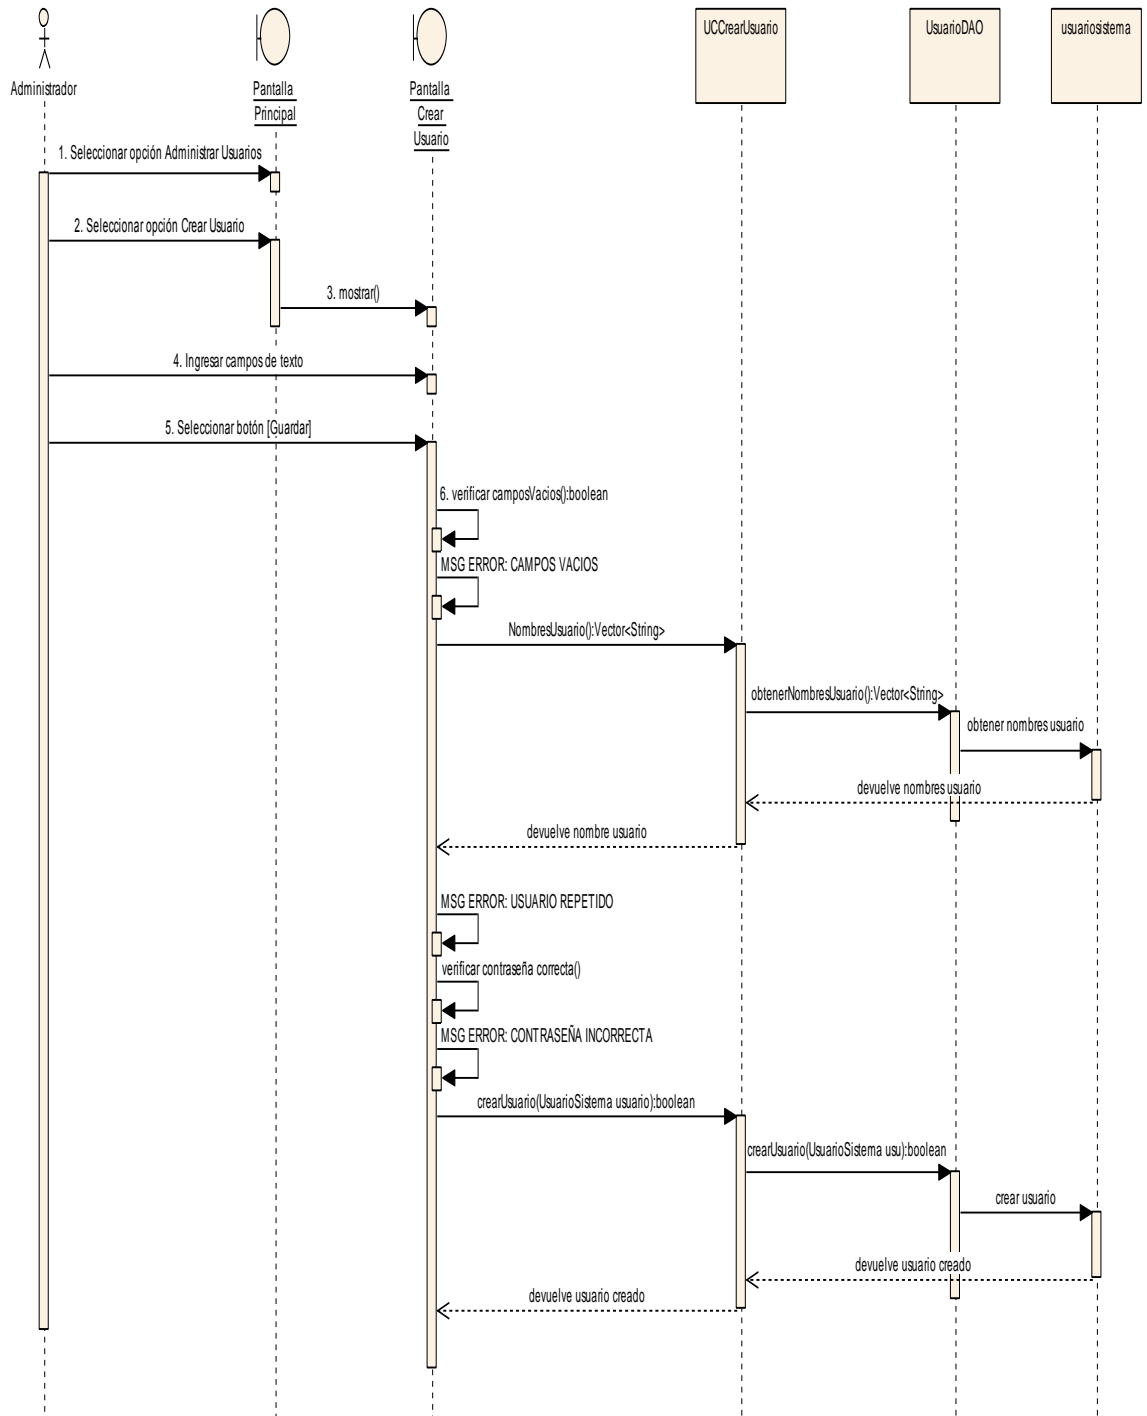 Administrador
Pantalla
Principal
Pantalla
Crear
Usuario
UCCrearUsuario
UsuarioDAO
usuariosistema
1. Seleccionar opción Administrar Usuarios
2. Seleccionar opción Crear Usuario
3. mostrar()
4. Ingresar campos de texto
5. Seleccionar botón [Guardar]
6. verificar camposVacios():boolean
MSG ERROR: CAMPOS VACIOS
NombresUsuario():Vector<String>
obtenerNombresUsuario():Vector<String>
obtener nombres usuario
devuelve nombres usuario
devuelve nombre usuario
MSG ERROR: USUARIO REPETIDO
verificar contraseña correcta()
MSG ERROR: CONTRASEÑA INCORRECTA
crearUsuario(UsuarioSistema usuario):boolean
crearUsuario(UsuarioSistema usu):boolean
crear usuario
devuelve usuario creado
devuelve usuario creado